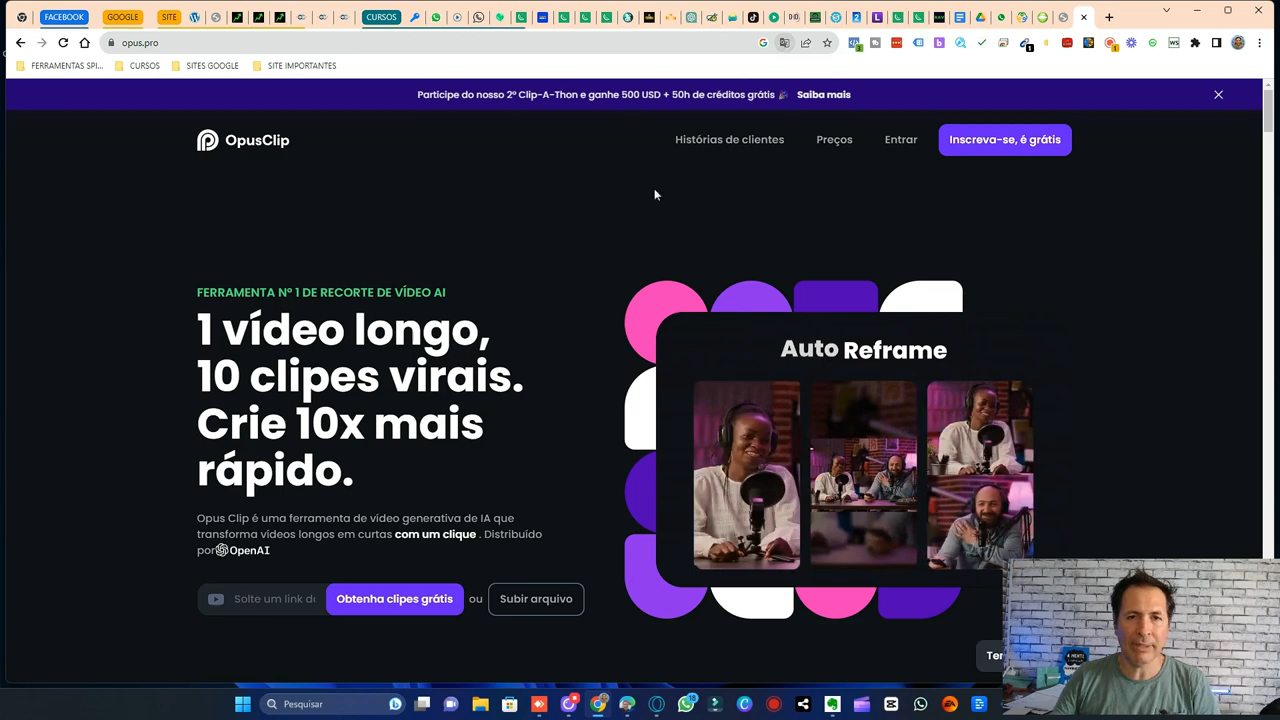 FACEBOOK
GOOGLE
SITE
CURSOS
opus.pro
FERRAMENTAS SPI...
CURSOS
SITES GOOGLE
SITE IMPORTANTES
Participe do nosso 2º Clip-A-Thon e ganhe 500 USD + 50h de créditos grátis 🎉 Saiba mais
OpusClip
Histórias de clientes
Preços
Entrar
Inscreva-se, é grátis
FERRAMENTA Nº 1 DE RECORTE DE VÍDEO AI
1 vídeo longo,
10 clipes virais.
Crie 10x mais
rápido.
Auto Reframe
Opus Clip é uma ferramenta de vídeo generativa de IA que
transforma vídeos longos em curtas com um clique . Distribuído
por OpenAI
Solte um link d
Obtenha clipes grátis
ou
Subir arquivo
Pesquisar
18